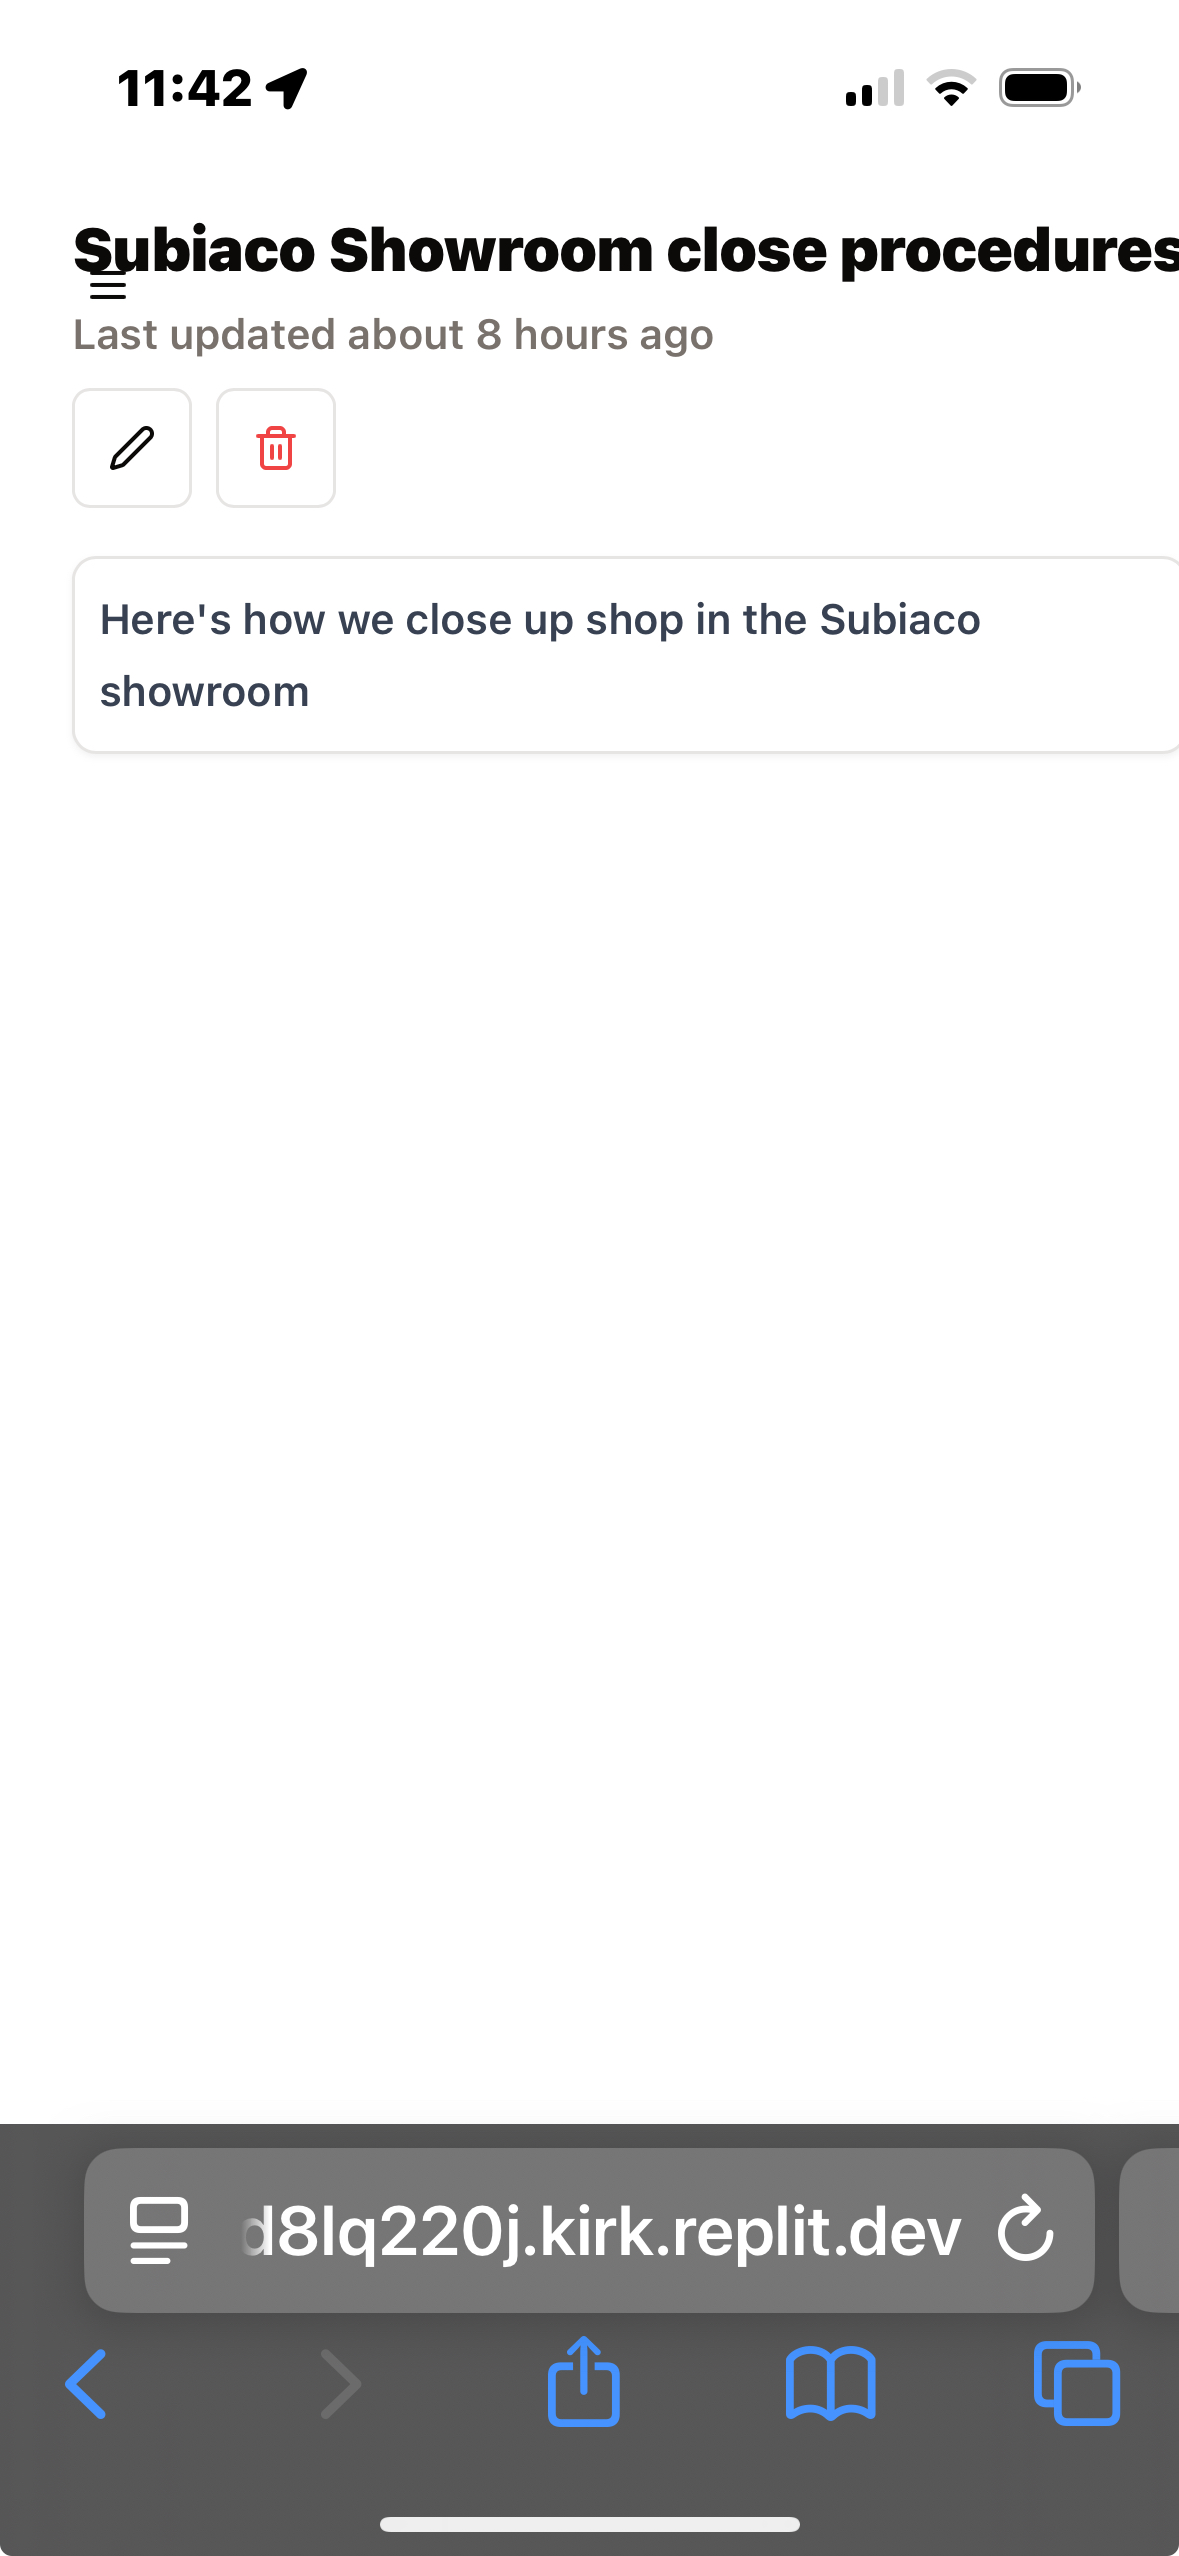 11:42
Subiaco Showroom close procedures
Last updated about 8 hours ago
Here's how we close up shop in the Subiaco
showroom
d8lq220j.kirk.replit.dev